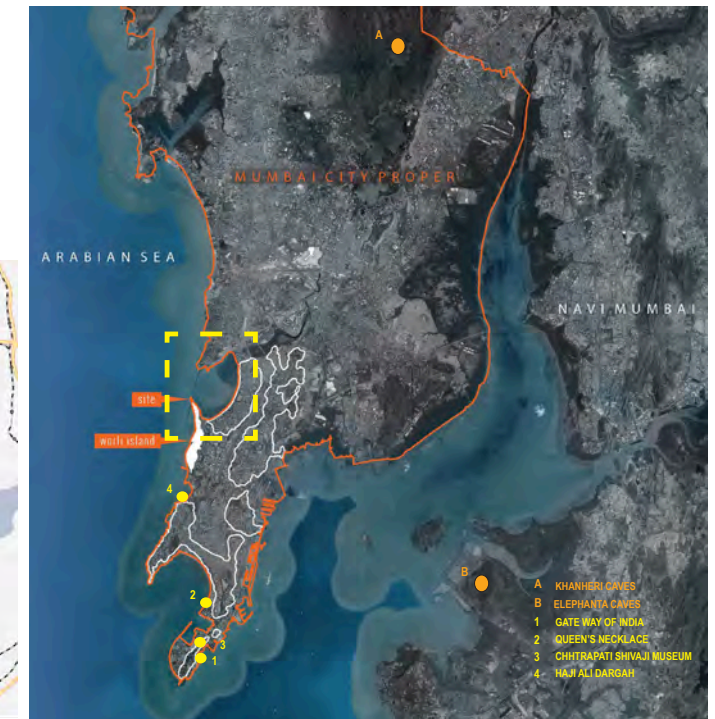 A
MUMBAI CITY PROPER
ARABIAN SEA
NAVI MUMBAI
site
worli island
4
B
2
3
1
A KHANHERI CAVES
B ELEPHANTA CAVES
1 GATE WAY OF INDIA
2 QUEEN'S NECKLACE
3 CHHTRAPATI SHIVAJI MUSEUM
4 HAJI ALI DARGAH